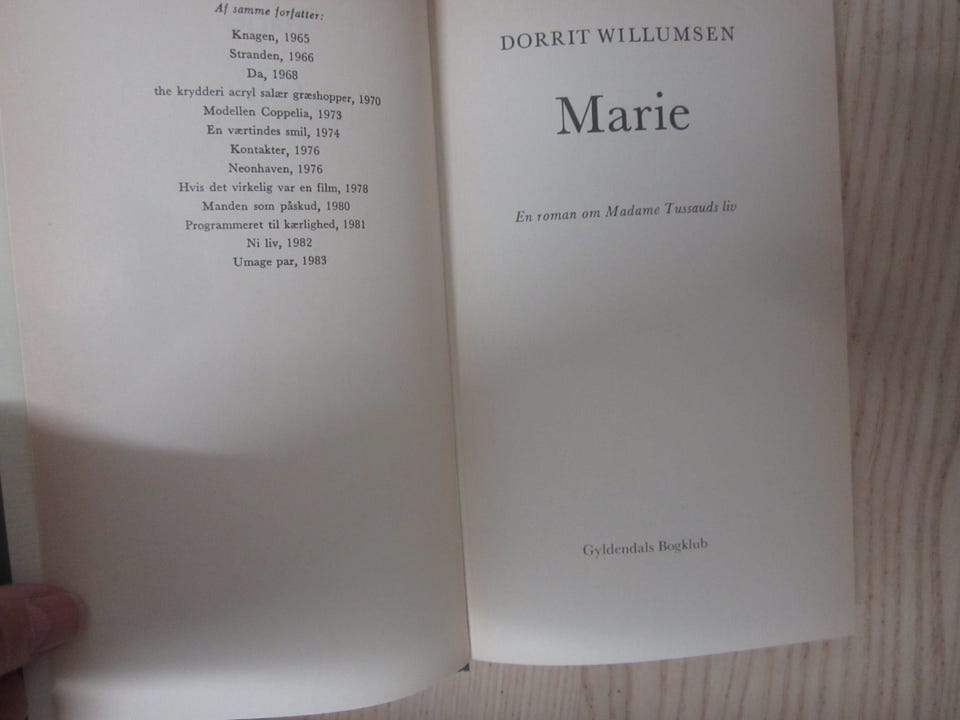 Af samme forfatter:
Knagen, 1965
Stranden, 1966
Da, 1968
the krydderi acryl salær græshopper, 1970
Modellen Coppelia, 1973
En værtindes smil, 1974
Kontakter, 1976
Neonhaven, 1976
Hvis det virkelig var en film, 1978
Manden som påskud, 1980
Programmeret til kærlighed, 1981
Ni liv, 1982
Umage par, 1983
DORRIT WILLUMSEN
Marie
En roman om Madame Tussauds liv
Gyldendals Bogklub